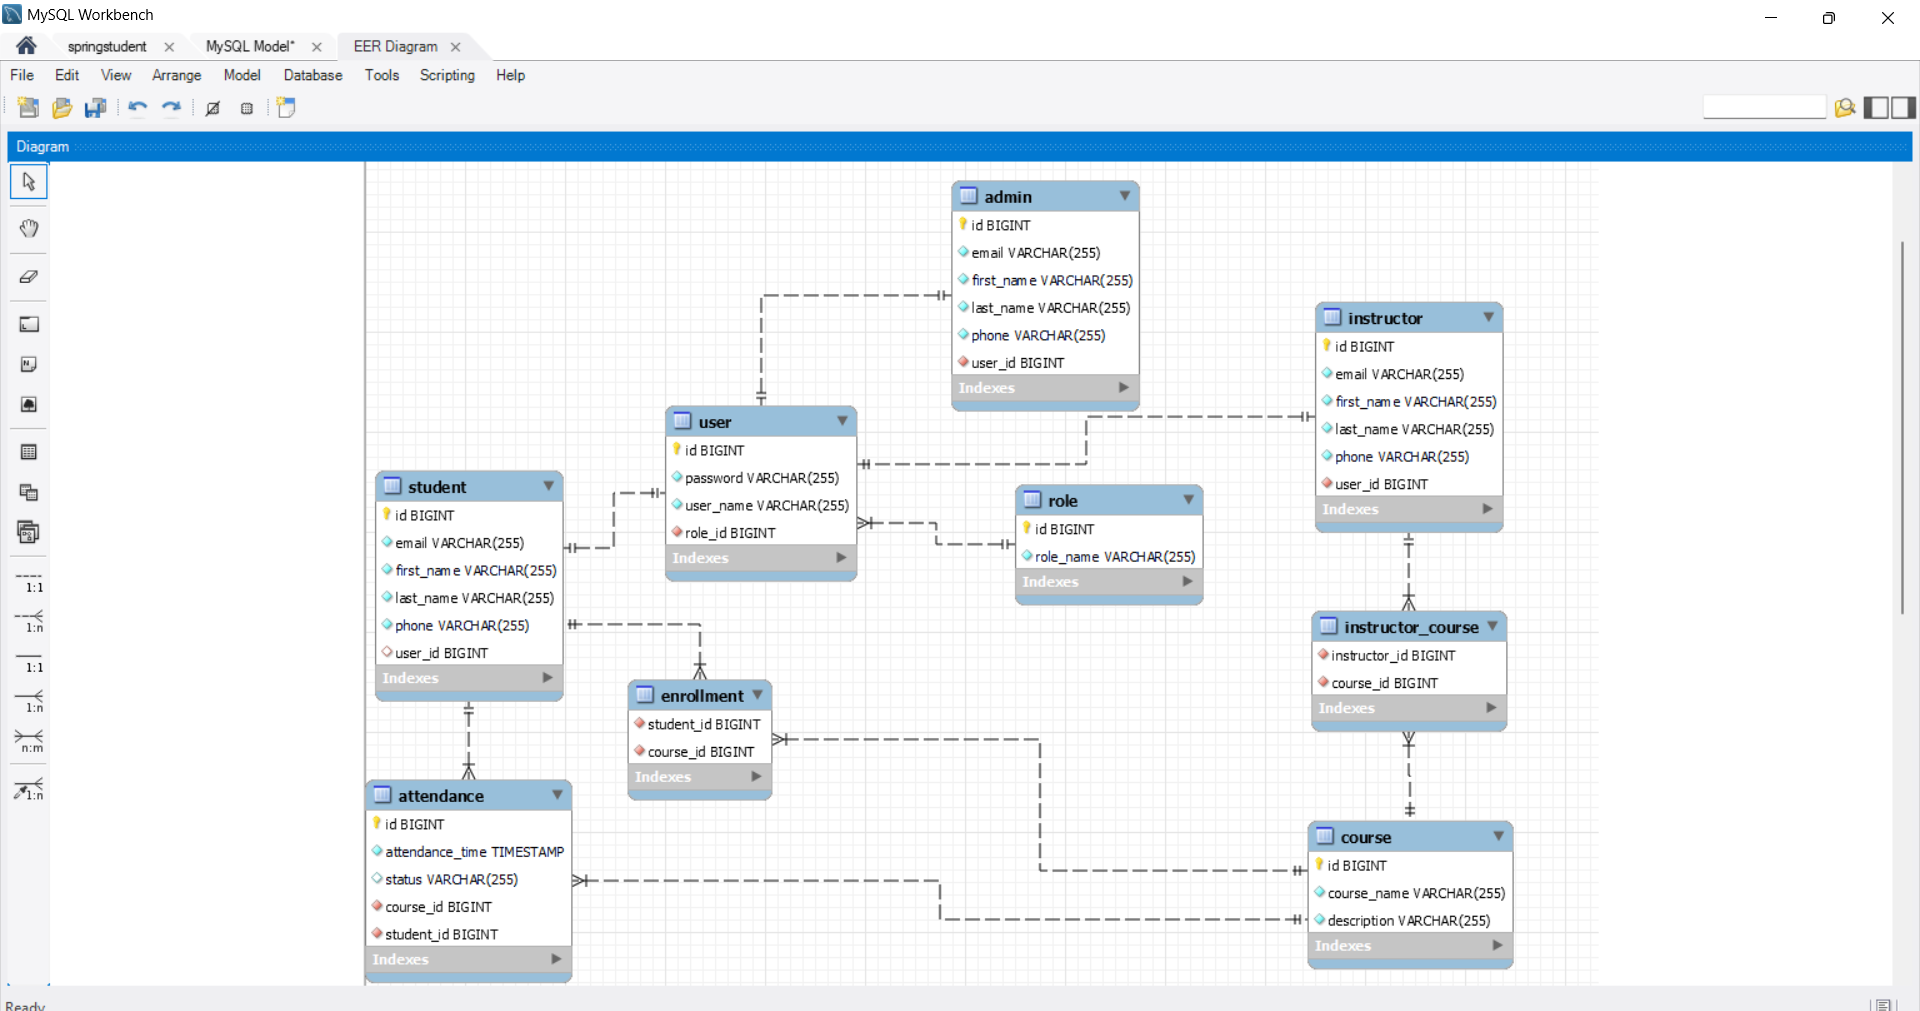 MySQL Workbench
springstudent
MySQL Model*
EER Diagram
File Edit View Arrange Model Database Tools Scripting Help
Diagram
admin
id BIGINT
email VARCHAR(255)
first_name VARCHAR(255)
last_name VARCHAR(255)
phone VARCHAR(255)
user_id BIGINT
Indexes
instructor
id BIGINT
email VARCHAR(255)
first_name VARCHAR(255)
last_name VARCHAR(255)
phone VARCHAR(255)
user_id BIGINT
Indexes
user
id BIGINT
password VARCHAR(255)
user_name VARCHAR(255)
role_id BIGINT
Indexes
student
id BIGINT
email VARCHAR(255)
first_name VARCHAR(255)
last_name VARCHAR(255)
phone VARCHAR(255)
user_id BIGINT
Indexes
role
id BIGINT
role_name VARCHAR(255)
Indexes
instructor_course
instructor_id BIGINT
course_id BIGINT
Indexes
enrollment
student_id BIGINT
course_id BIGINT
Indexes
attendance
id BIGINT
attendance_time TIMESTAMP
status VARCHAR(255)
course_id BIGINT
student_id BIGINT
Indexes
course
id BIGINT
course_name VARCHAR(255)
description VARCHAR(255)
Indexes
1:1
1:n
1:1
1:n
n:m
1:n
Ready